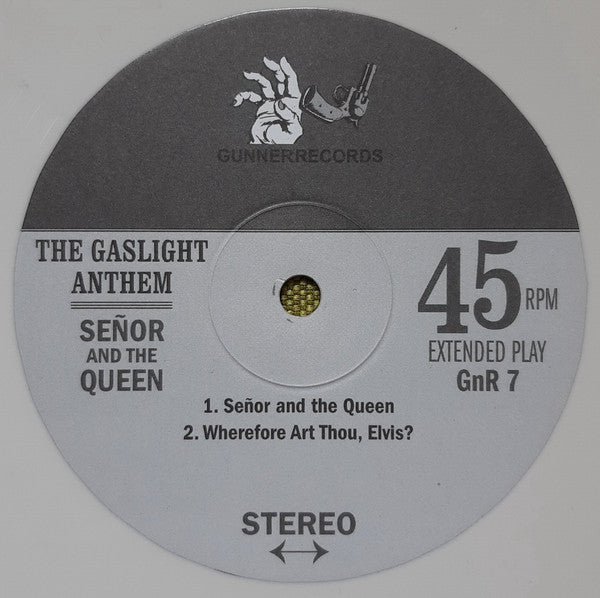 GUNNERRECORDS
THE GASLIGHT
ANTHEM
SEÑOR
AND THE
QUEEN
45 RPM
EXTENDED PLAY
GnR 7
1. Señor and the Queen
2. Wherefore Art Thou, Elvis?
STEREO